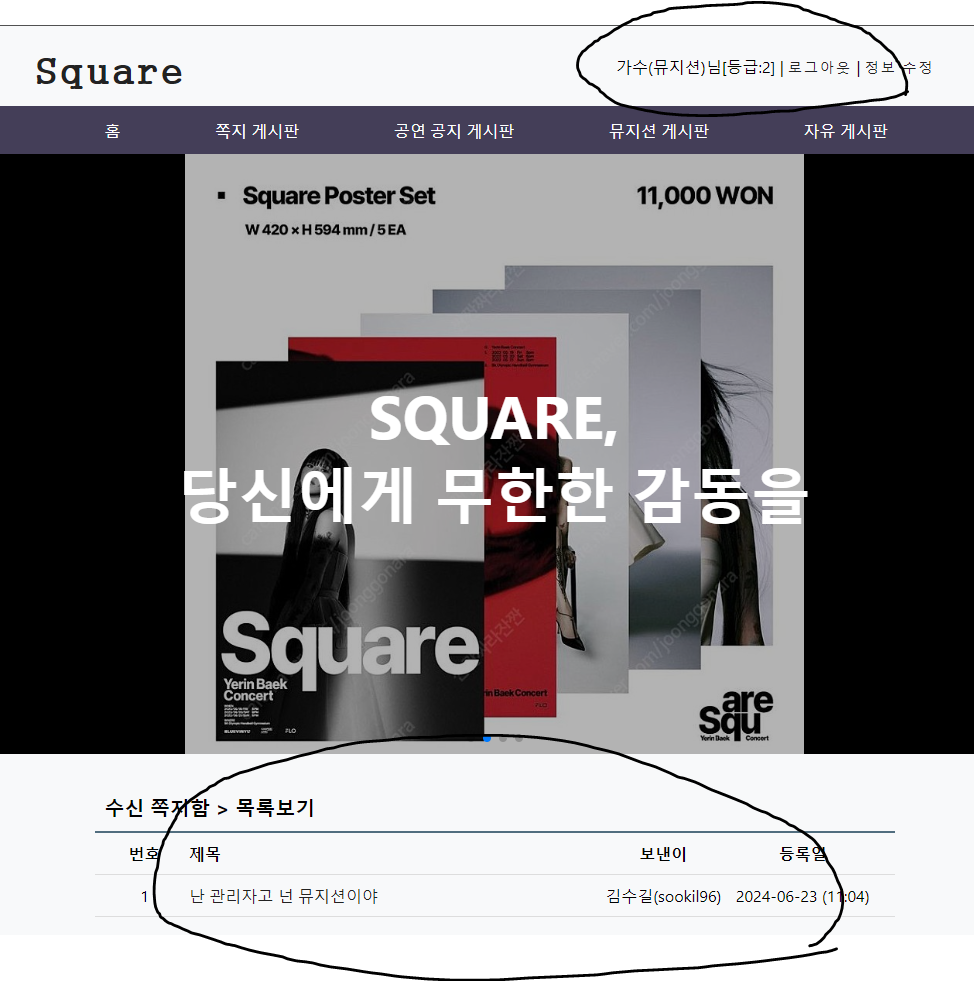 Square
가수(뮤지션)님[등급:2] | 로그아웃 | 정보 수정
홈 쪽지 게시판 공연 공지 게시판 뮤지션 게시판 자유 게시판
▪ Square Poster Set 11,000 WON
W 420 × H 594 mm / 5 EA
SQUARE,
당신에게 무한한 감동을
Square
Yerin Baek
Concert
FLO
Yerin Baek Concert
FLO
are
squ
Yerin Baek Concert
수신 쪽지함 > 목록보기
번호 제목 보낸이 등록일
1 난 관리자고 넌 뮤지션이야 김수길(sookil96) 2024-06-23 (11:04)